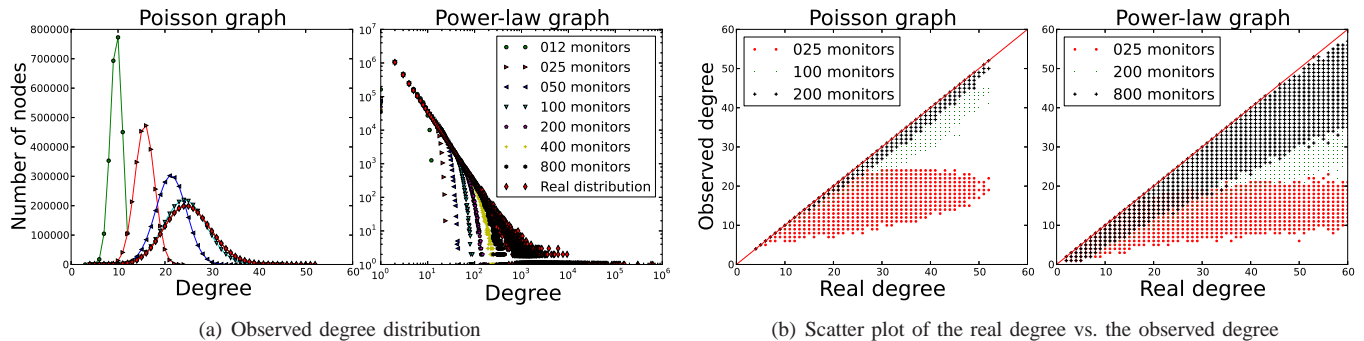 Poisson graph
Power-law graph
Number of nodes
800000
700000
600000
500000
400000
300000
200000
100000
0
0 10 20 30 40 50 60
Degree
10^7
10^6
10^5
10^4
10^3
10^2
10^1
10^0
10^0 10^1 10^2 10^3 10^4 10^5 10^6
Degree
012 monitors
025 monitors
050 monitors
100 monitors
200 monitors
400 monitors
800 monitors
Real distribution
(a) Observed degree distribution
Poisson graph
Power-law graph
Observed degree
60
50
40
30
20
10
0
0 10 20 30 40 50 60
Real degree
025 monitors
100 monitors
200 monitors
60
50
40
30
20
10
0
0 10 20 30 40 50 60
Real degree
025 monitors
200 monitors
800 monitors
(b) Scatter plot of the real degree vs. the observed degree